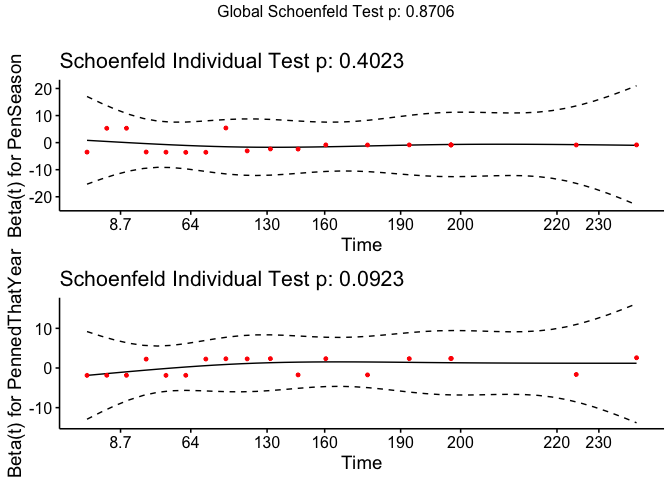 Global Schoenfeld Test p: 0.8706
Schoenfeld Individual Test p: 0.4023
Beta(t) for PenSeason
20
10
0
-10
-20
8.7 64 130 160 190 200 220 230
Time
Schoenfeld Individual Test p: 0.0923
Beta(t) for PennedThatYear
10
0
-10
8.7 64 130 160 190 200 220 230
Time